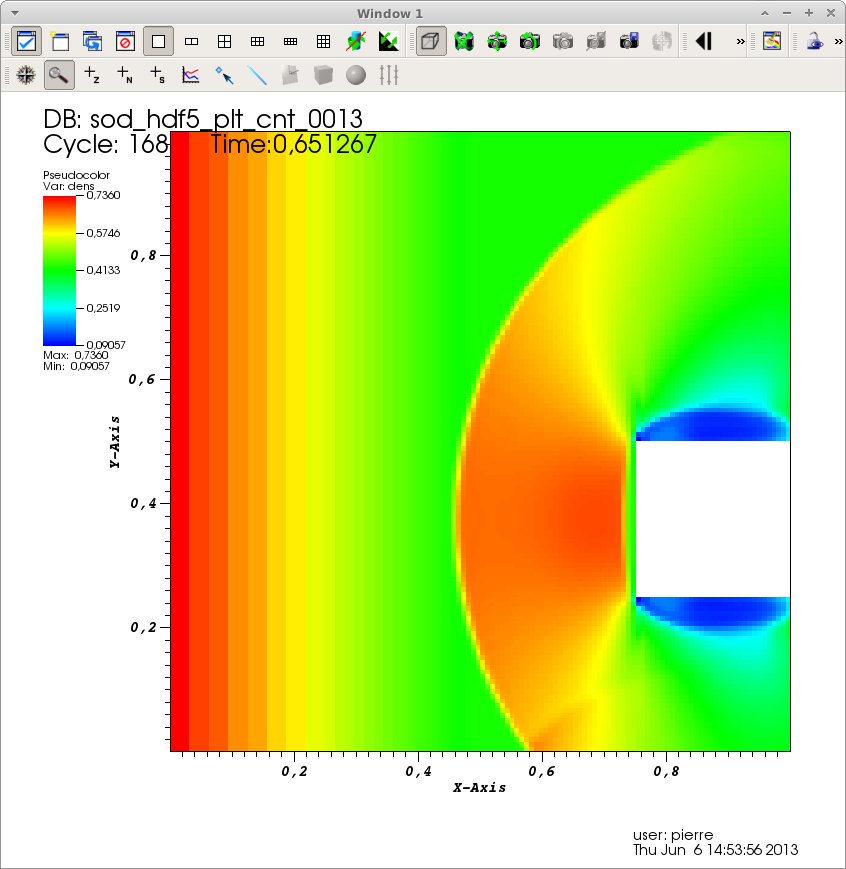 Window 1
»
»
+z
+N
+s
DB: sod_hdf5_plt_cnt_0013
Cycle: 168 Time:0,651267
Pseudocolor
Var: dens
0,7360
0,5746
0,4133
0,2519
0,09057
Max: 0,7360
Min: 0,09057
0,8
0,6
0,4
0,2
Y-Axis
0,2 0,4 0,6 0,8
X-Axis
user: pierre
Thu Jun 6 14:53:56 2013